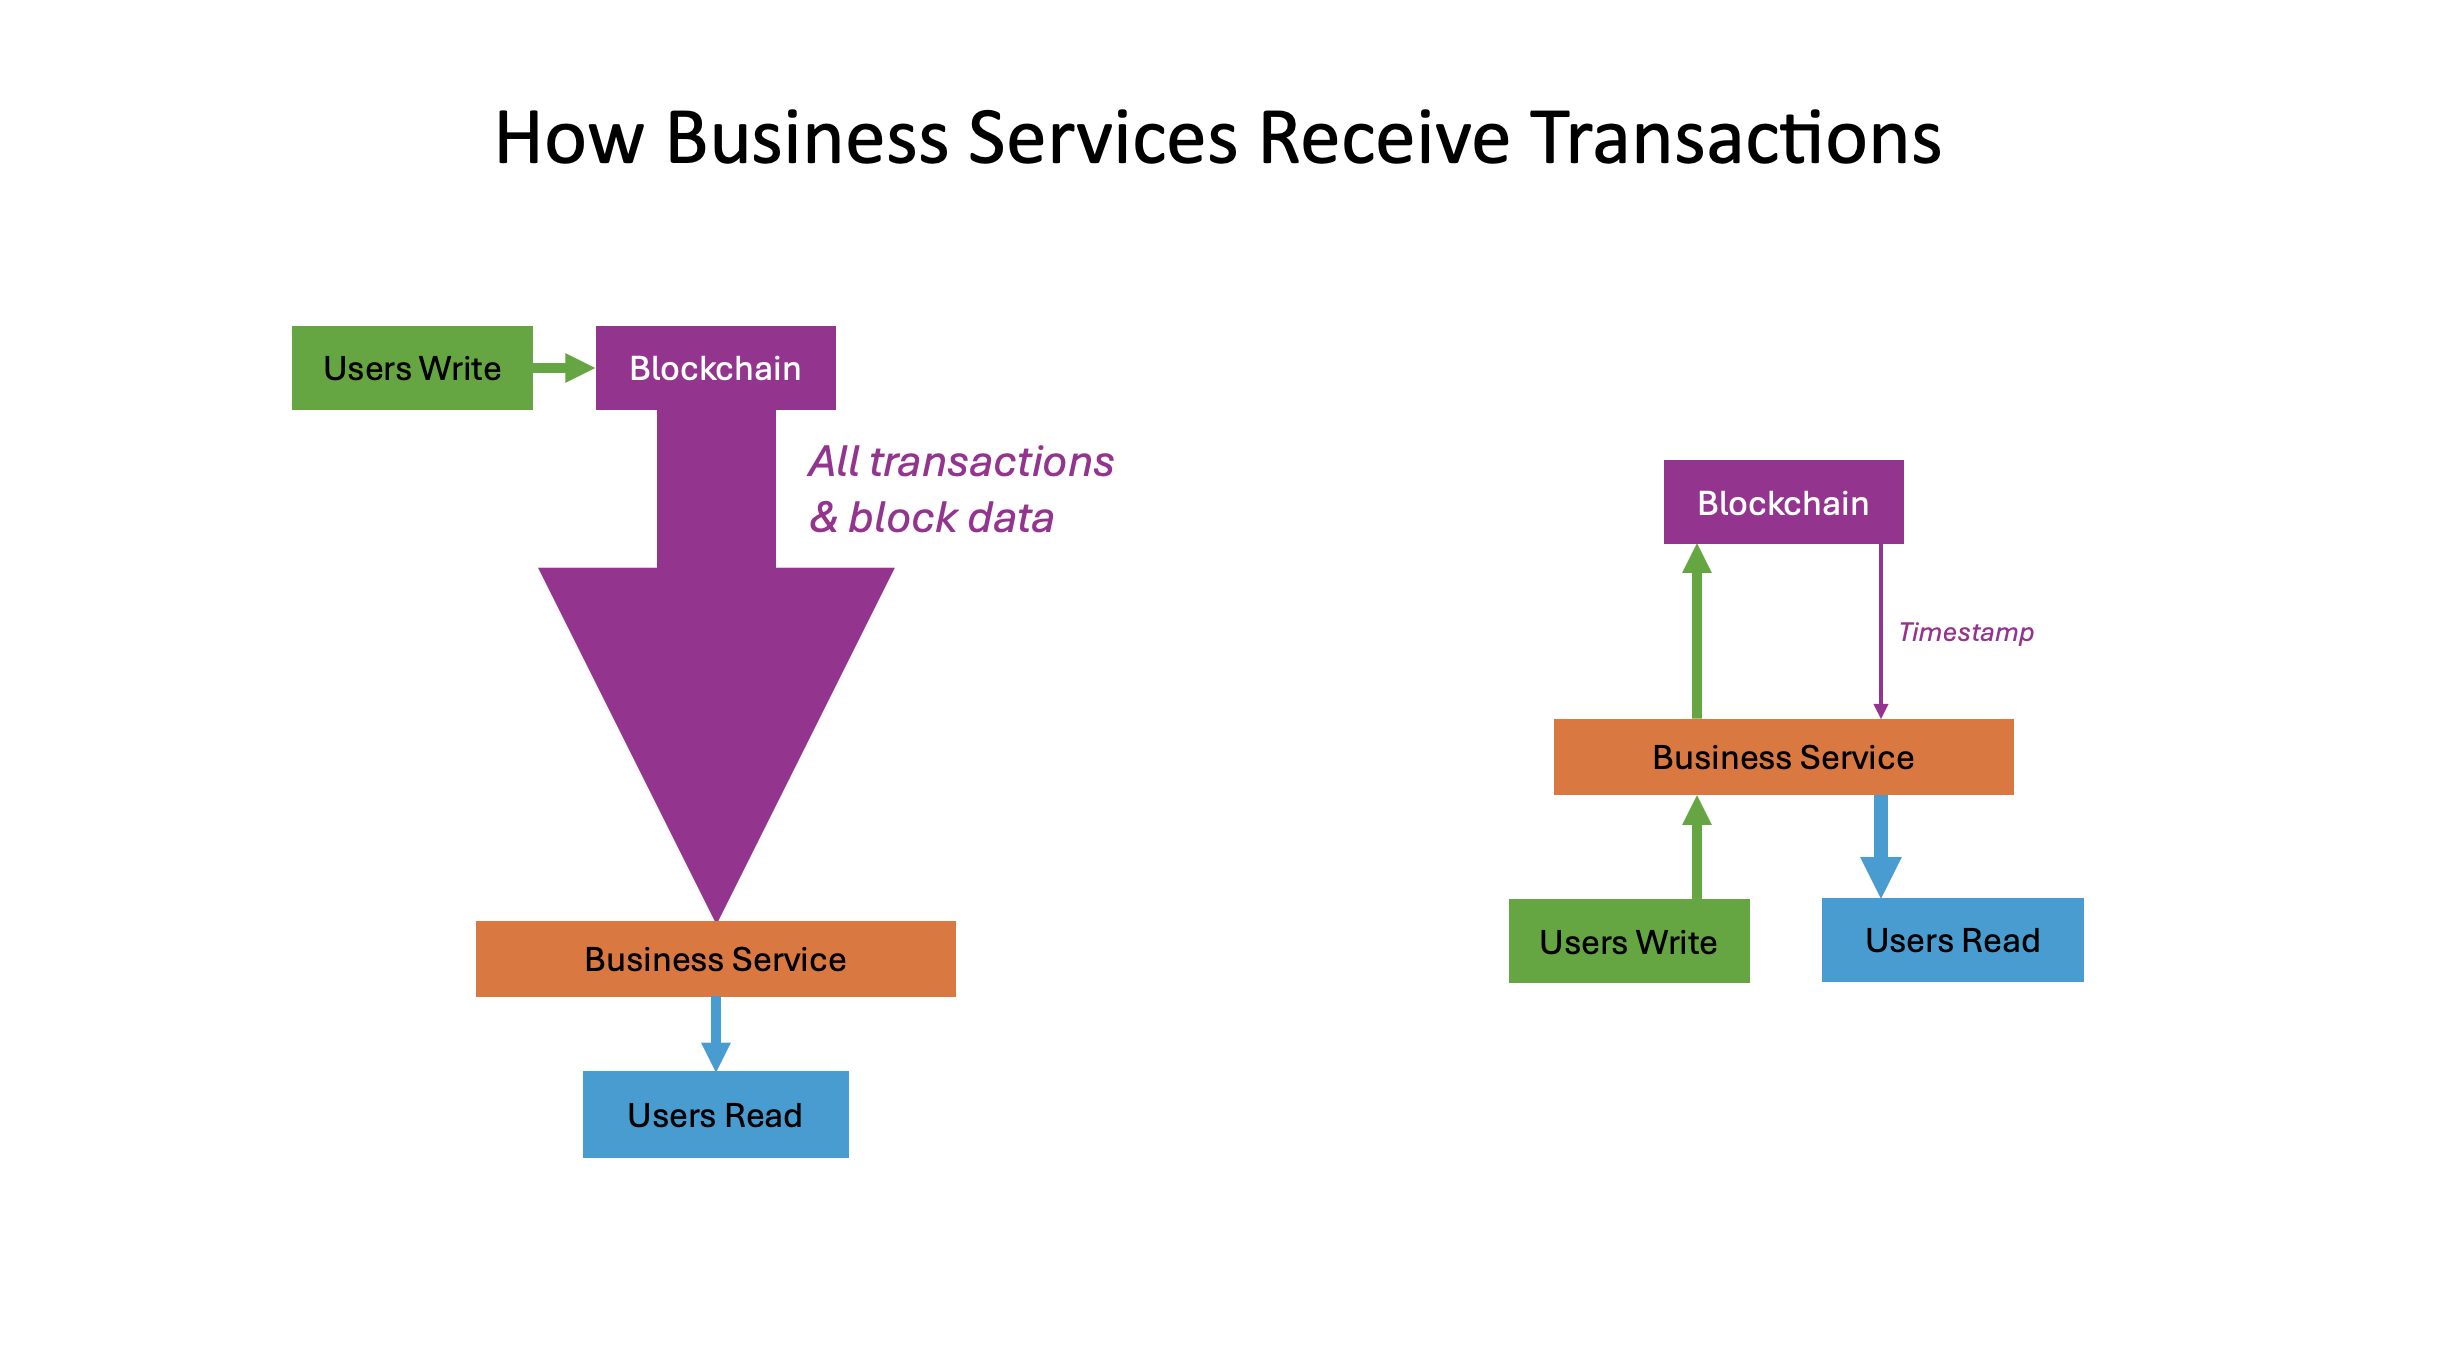 How Business Services Receive Transactions
Users Write
Blockchain
All transactions
& block data
Business Service
Users Read
Blockchain
Timestamp
Business Service
Users Write
Users Read